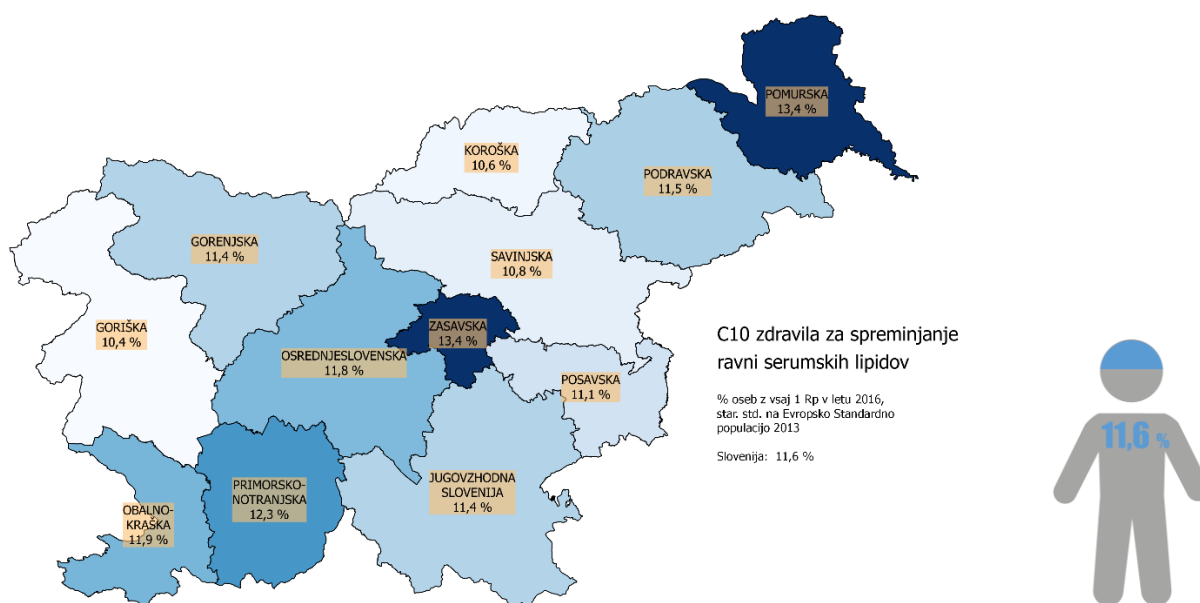 POMURSKA
13,4 %
KOROŠKA
10,6 %
PODRAVSKA
11,5 %
GORENJSKA
11,4 %
SAVINJSKA
10,8 %
GORIŠKA
10,4 %
ZASAVSKA
13,4 %
OSREDNJESLOVENSKA
11,8 %
POSAVSKA
11,1 %
PRIMORSKO-
NOTRANJSKA
12,3 %
JUGOVZHODNA
SLOVENIJA
11,4 %
OBALNO-
KRAŠKA
11,9 %
C10 zdravila za spreminjanje
ravni serumskih lipidov
% oseb z vsaj 1 Rp v letu 2016,
star. std. na Evropsko Standardno
populacijo 2013
Slovenija: 11,6 %
11,6 %